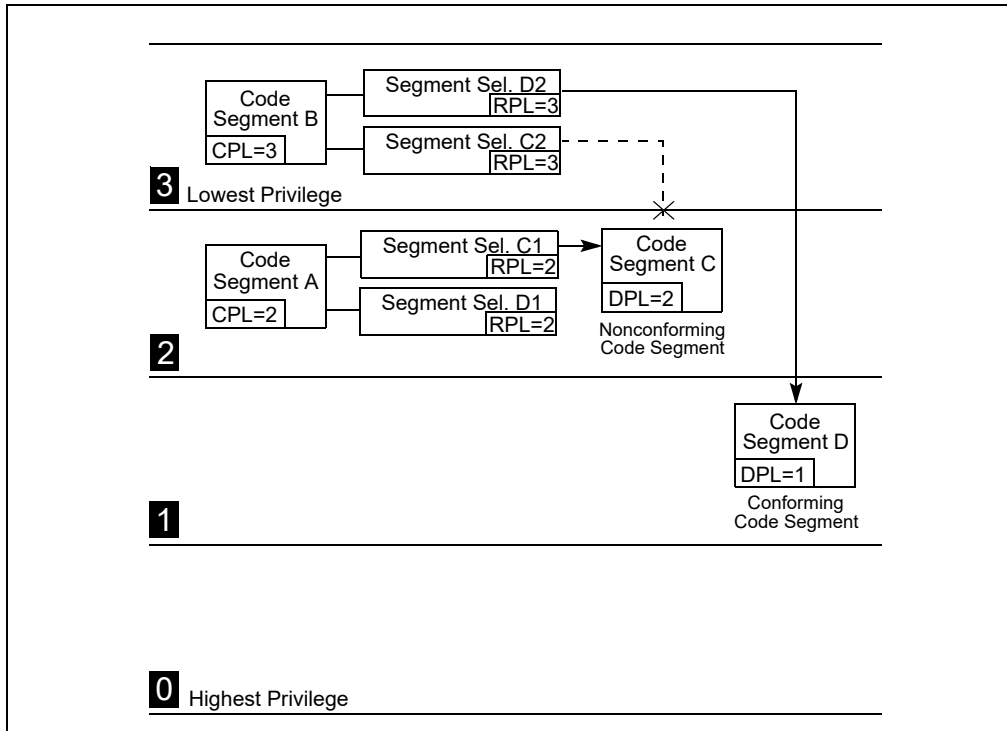 Code
Segment B
CPL=3
Segment Sel. D2
RPL=3
Segment Sel. C2
RPL=3
3 Lowest Privilege
Code
Segment A
CPL=2
Segment Sel. C1
RPL=2
Segment Sel. D1
RPL=2
Code
Segment C
DPL=2
Nonconforming
Code Segment
2
Code
Segment D
DPL=1
Conforming
Code Segment
1
0 Highest Privilege